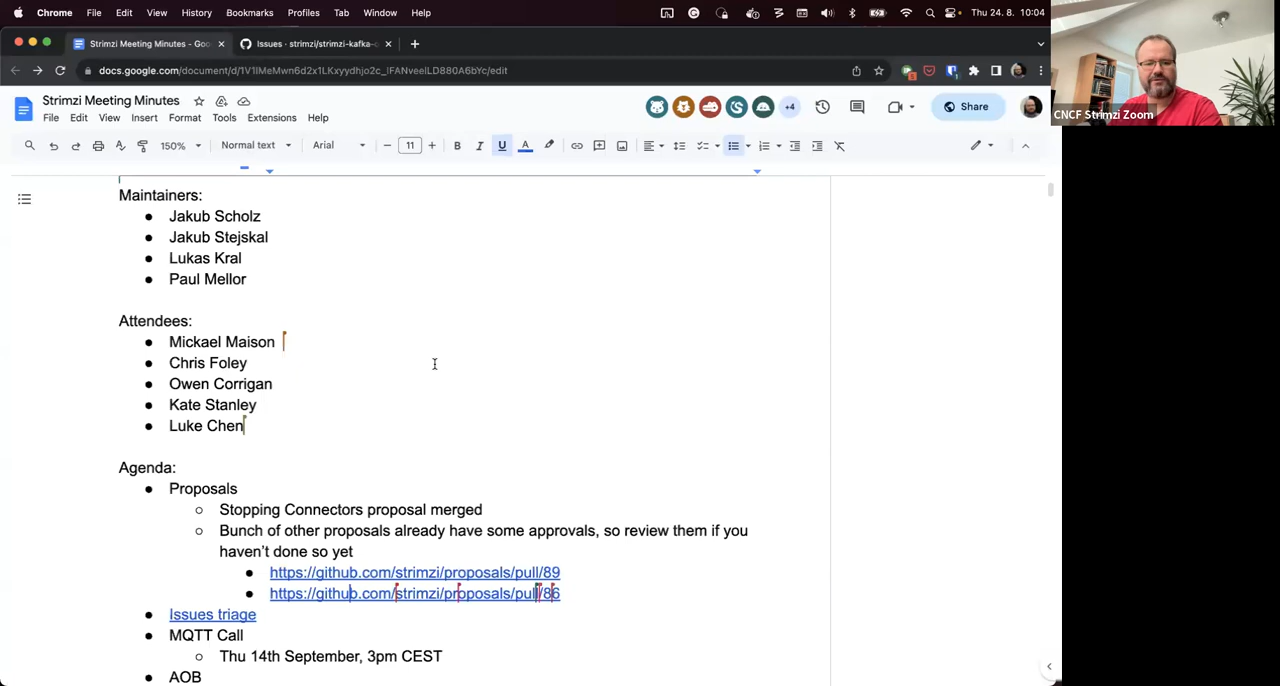 Chrome File Edit View History Bookmarks Profiles Tab Window Help Thu 24. 8. 10:04
Strimzi Meeting Minutes - Goo Issues · strimzi/strimzi-kafka-o
docs.google.com/document/d/1V1lMeMwn6d2x1LKxyydhjo2c_iFANveelLD880A6bYc/edit
Strimzi Meeting Minutes
+4
Share
File Edit View Insert Format Tools Extensions Help
CNCF Strimzi Zoom
150% Normal text Arial 11
Maintainers:
● Jakub Scholz
● Jakub Stejskal
● Lukas Kral
● Paul Mellor
Attendees:
● Mickael Maison
● Chris Foley
● Owen Corrigan
● Kate Stanley
● Luke Chen
Agenda:
● Proposals
○ Stopping Connectors proposal merged
○ Bunch of other proposals already have some approvals, so review them if you
haven't done so yet
● https://github.com/strimzi/proposals/pull/89
● https://github.com/strimzi/proposals/pull/86
● Issues triage
● MQTT Call
○ Thu 14th September, 3pm CEST
● AOB